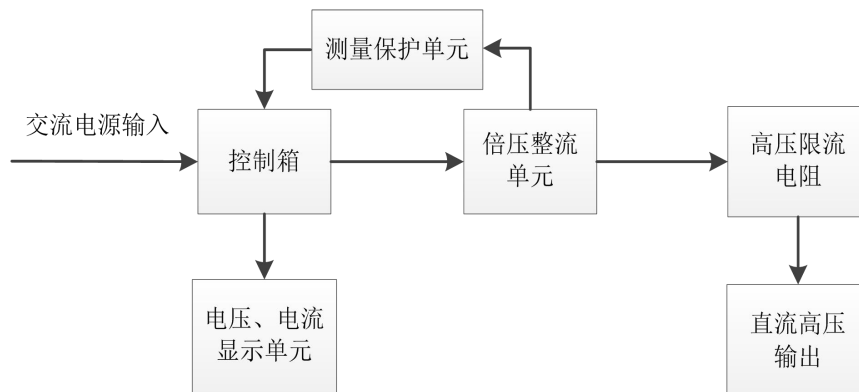 测量保护单元
交流电源输入
控制箱
倍压整流
单元
高压限流
电阻
电压、电流
显示单元
直流高压
输出